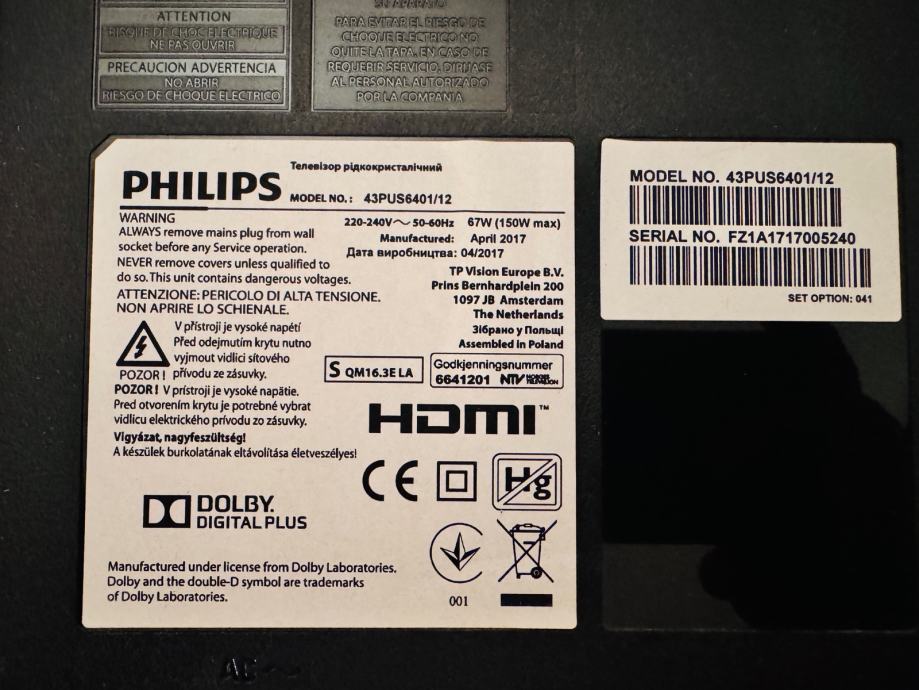 ATTENTION
RISQUE DE CHOC ELECTRIQUE
NE PAS OUVRIR
PRECAUCION ADVERTENCIA
NO ABRIR
RIESGO DE CHOQUE ELECTRICO
SU APARATO
PARA EVITAR EL RIESGO DE
CHOQUE ELECTRICO NO
QUITE LA TAPA. EN CASO DE
REQUERIR SERVICIO, DIRIJASE
AL PERSONAL AUTORIZADO
POR LA COMPANIA
Телевізор рідкокристалічний
PHILIPS MODEL NO.: 43PUS6401/12
WARNING
ALWAYS remove mains plug from wall
socket before any Service operation.
NEVER remove covers unless qualified to
do so. This unit contains dangerous voltages.
ATTENZIONE: PERICOLO DI ALTA TENSIONE.
NON APRIRE LO SCHIENALE.
V přístroji je vysoké napětí
Před odejmutím krytu nutno
vyjmout vidlici síťového
POZOR! přívodu ze zásuvky.
POZOR! V prístroji je vysoké napätie.
Pred otvorením krytu je potrebné vybrat
vidlicu elektrického prívodu zo zásuvky.
Vigyázat, nagyfeszültség!
A készülek burkolatának eltávolítása életveszélyes!
220-240V～ 50-60Hz 67W (150W max)
Manufactured: April 2017
Дата виробництва: 04/2017
TP Vision Europe B.V.
Prins Bernhardplein 200
1097 JB Amsterdam
The Netherlands
Зібрано у Польщі
Assembled in Poland
S QM16.3E LA
Godkjenningsnummer
6641201 NTV
HDMI™
CE
Hg
DOLBY.
DIGITAL PLUS
Manufactured under license from Dolby Laboratories.
Dolby and the double-D symbol are trademarks
of Dolby Laboratories.
001
MODEL NO. 43PUS6401/12
SERIAL NO. FZ1A1717005240
SET OPTION: 041